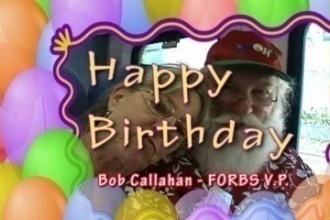 Happy
Birthday
Bob Callahan - FORBS V.P.